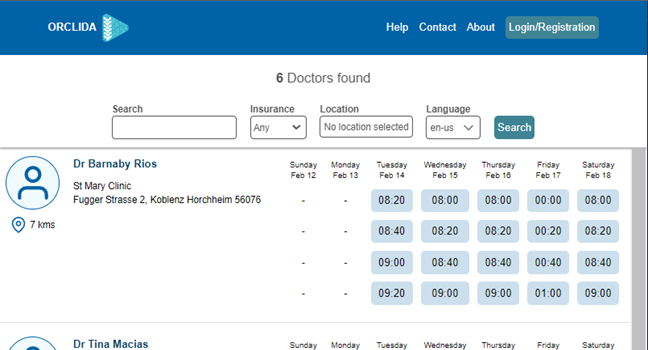 ORCLIDA
Help Contact About Login/Registration
6 Doctors found
Search Insurance Location Language
Any No location selected en-us Search
Dr Barnaby Rios
St Mary Clinic
Fugger Strasse 2, Koblenz Horchheim 56076
7 kms
Sunday Monday Tuesday Wednesday Thursday Friday Saturday
Feb 12 Feb 13 Feb 14 Feb 15 Feb 16 Feb 17 Feb 18
- - 08:20 08:00 08:00 00:00 08:00
- - 08:40 08:20 08:20 00:20 08:20
- - 09:00 08:40 08:40 00:40 08:40
- - 09:20 09:00 09:00 01:00 09:00
Dr Tina Macias
Sunday Monday Tuesday Wednesday Thursday Friday Saturday